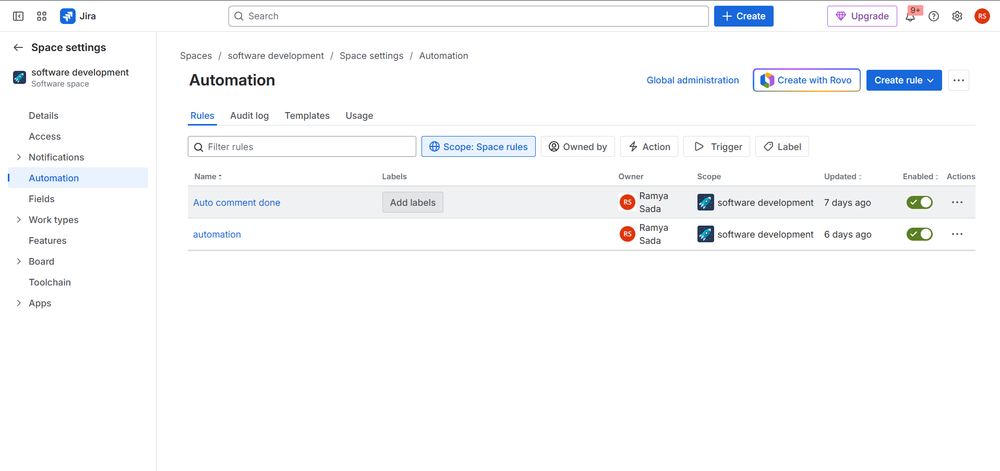 Jira
Search
Create
Upgrade
9+
RS
Space settings
software development
Software space
Details
Access
Notifications
Automation
Fields
Work types
Features
Board
Toolchain
Apps
Spaces / software development / Space settings / Automation
Automation
Global administration
Create with Rovo
Create rule
Rules Audit log Templates Usage
Filter rules
Scope: Space rules
Owned by
Action
Trigger
Label
Name Labels Owner Scope Updated Enabled Actions
Auto comment done Add labels RS Ramya Sada software development 7 days ago
automation RS Ramya Sada software development 6 days ago